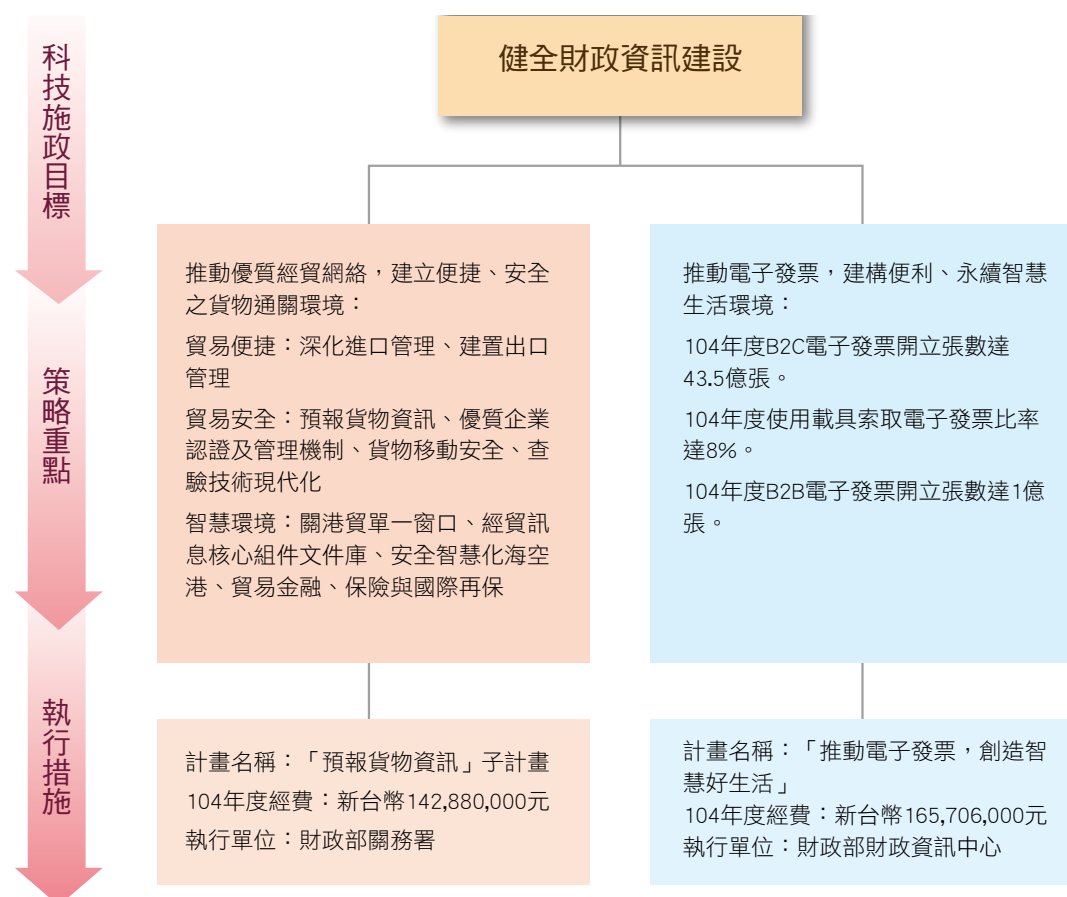 科技施政目標
健全財政資訊建設
策略重點
推動優質經貿網絡，建立便捷、安全
之貨物通關環境：
貿易便捷：深化進口管理、建置出口
管理
貿易安全：預報貨物資訊、優質企業
認證及管理機制、貨物移動安全、查
驗技術現代化
智慧環境：關港貿單一窗口、經貿訊
息核心組件文件庫、安全智慧化海空
港、貿易金融、保險與國際再保
推動電子發票，建構便利、永續智慧
生活環境：
104年度B2C電子發票開立張數達
43.5億張。
104年度使用載具索取電子發票比率
達8%。
104年度B2B電子發票開立張數達1億
張。
執行措施
計畫名稱：「預報貨物資訊」子計畫
104年度經費：新台幣142,880,000元
執行單位：財政部關務署
計畫名稱：「推動電子發票，創造智
慧好生活」
104年度經費：新台幣165,706,000元
執行單位：財政部財政資訊中心